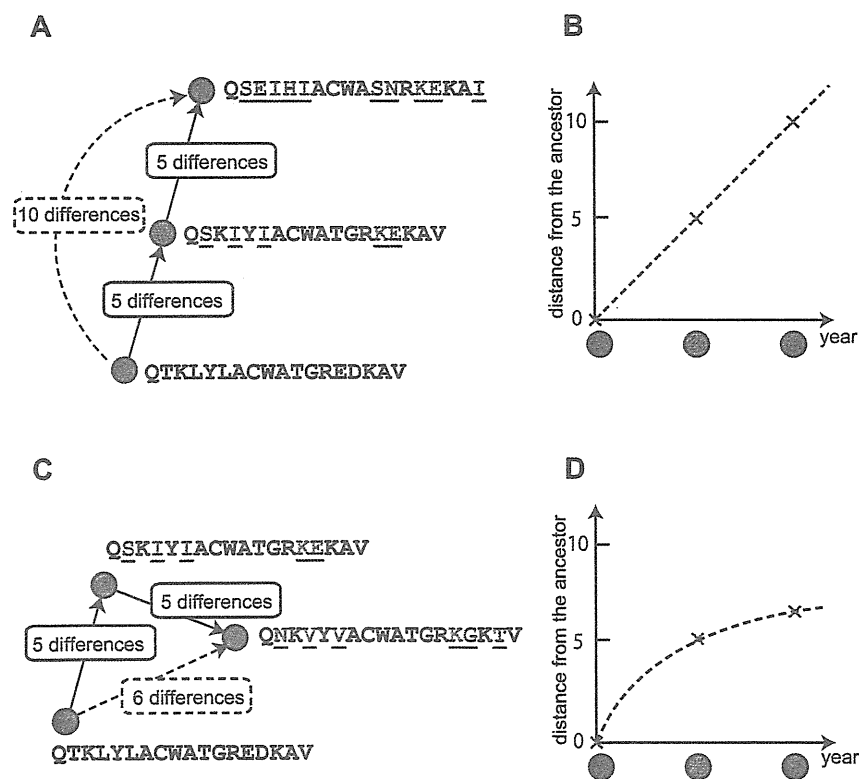 A
QSEIHIACWASNRKEKAI
5 differences
10 differences
QSKIYIACWATGRKEKAV
5 differences
QTKLYLACWATGREDKAV
B
distance from the ancestor
10
5
0
year
C
QSKIYIACWATGRKEKAV
5 differences
5 differences
QNKVYVACWATGRKGKTV
6 differences
QTKLYLACWATGREDKAV
D
distance from the ancestor
10
5
0
year